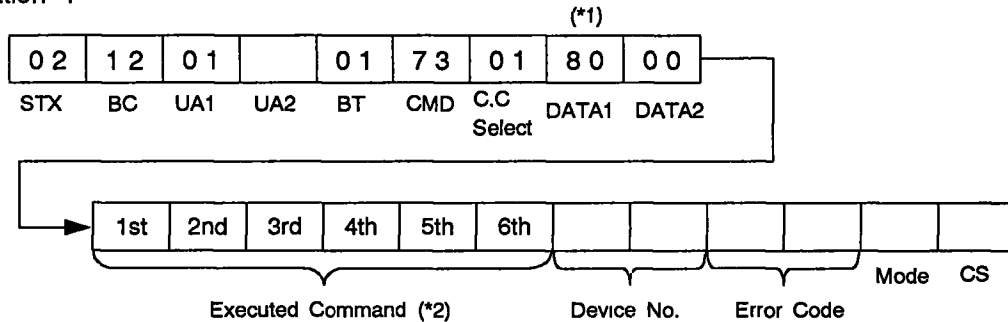 (*1)
02 12 01 01 73 01 80 00
STX BC UA1 UA2 BT CMD C.C Select DATA1 DATA2
1st 2nd 3rd 4th 5th 6th
Executed Command (*2) Device No. Error Code Mode CS